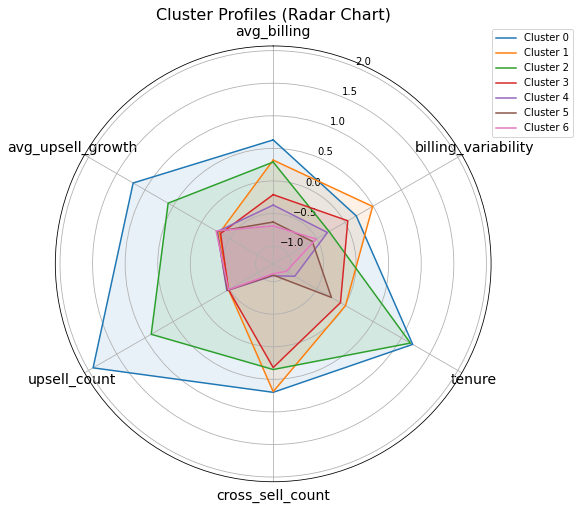 Cluster Profiles (Radar Chart)
avg_billing
Cluster 0
Cluster 1
Cluster 2
Cluster 3
Cluster 4
Cluster 5
Cluster 6
2.0
1.5
1.0
0.5
0.0
−0.5
−1.0
avg_upsell_growth
billing_variability
upsell_count
tenure
cross_sell_count